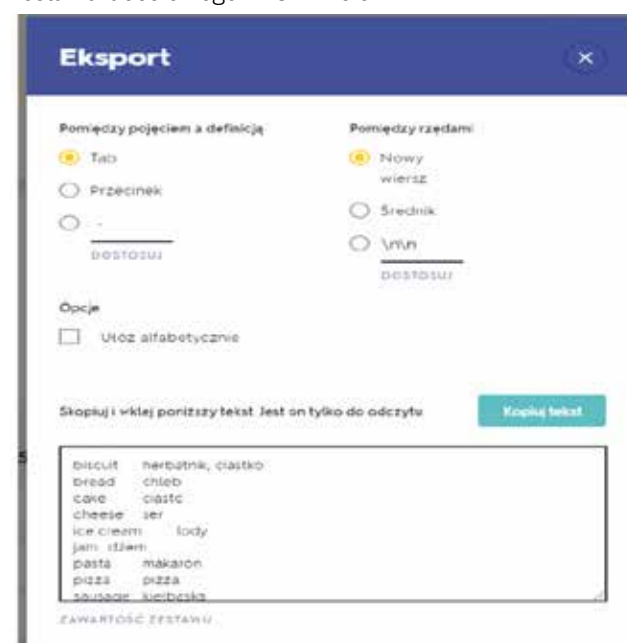 Eksport
Pomiędzy pojęciem a definicją
Tab
Przecinek
-
DOSTOSUJ
Pomiędzy rzędami
Nowy
wiersz
Średnik
\n\n
DOSTOSUJ
Opcje
Ułóż alfabetycznie
Skopiuj i wklej poniższy tekst. Jest on tylko do odczytu
Kopiuj tekst
biscuit herbatnik, ciastko
bread chleb
cake ciasto
cheese ser
ice cream lody
jam dżem
pasta makaron
pizza pizza
sausage kiełbaska
ZAWARTOŚĆ ZESTAWU